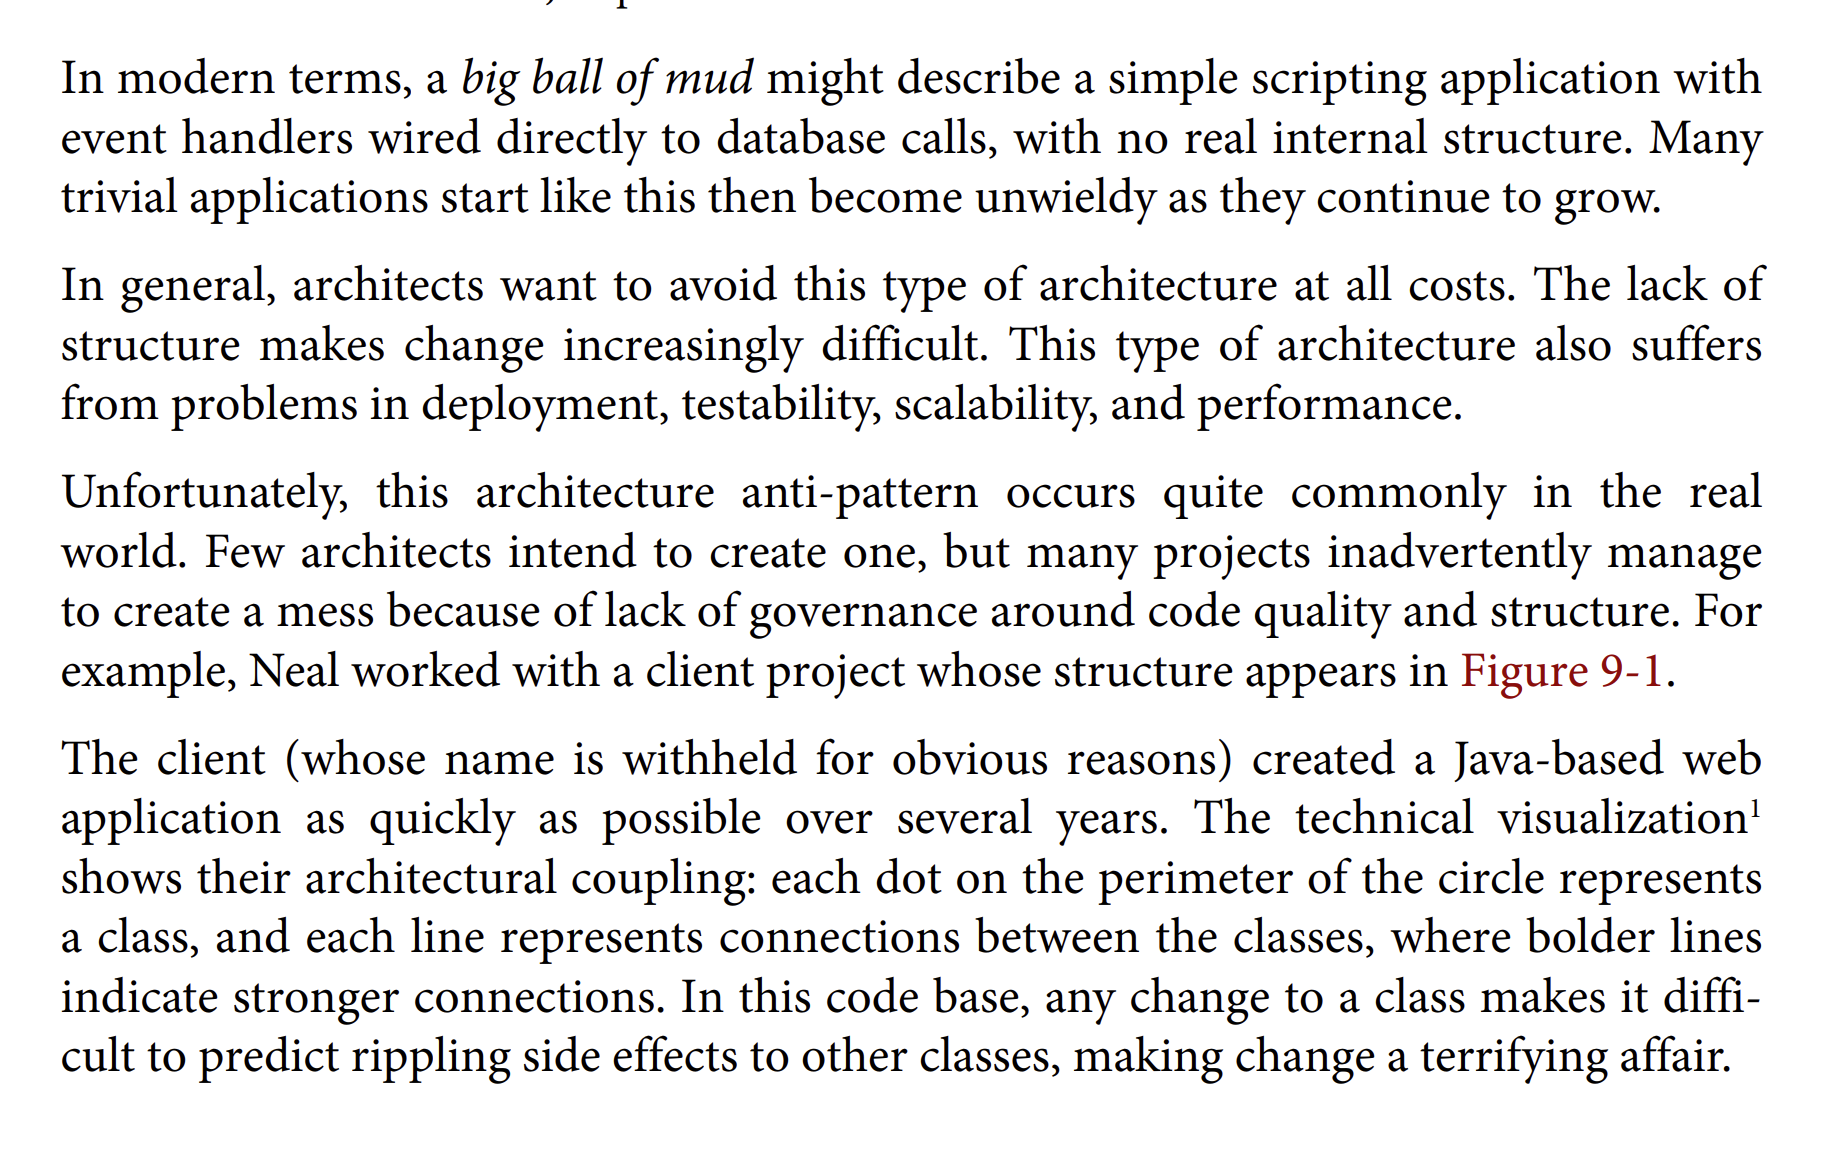 In modern terms, a big ball of mud might describe a simple scripting application with
event handlers wired directly to database calls, with no real internal structure. Many
trivial applications start like this then become unwieldy as they continue to grow.
In general, architects want to avoid this type of architecture at all costs. The lack of
structure makes change increasingly difficult. This type of architecture also suffers
from problems in deployment, testability, scalability, and performance.
Unfortunately, this architecture anti-pattern occurs quite commonly in the real
world. Few architects intend to create one, but many projects inadvertently manage
to create a mess because of lack of governance around code quality and structure. For
example, Neal worked with a client project whose structure appears in Figure 9-1.
The client (whose name is withheld for obvious reasons) created a Java-based web
application as quickly as possible over several years. The technical visualization¹
shows their architectural coupling: each dot on the perimeter of the circle represents
a class, and each line represents connections between the classes, where bolder lines
indicate stronger connections. In this code base, any change to a class makes it diffi-
cult to predict rippling side effects to other classes, making change a terrifying affair.